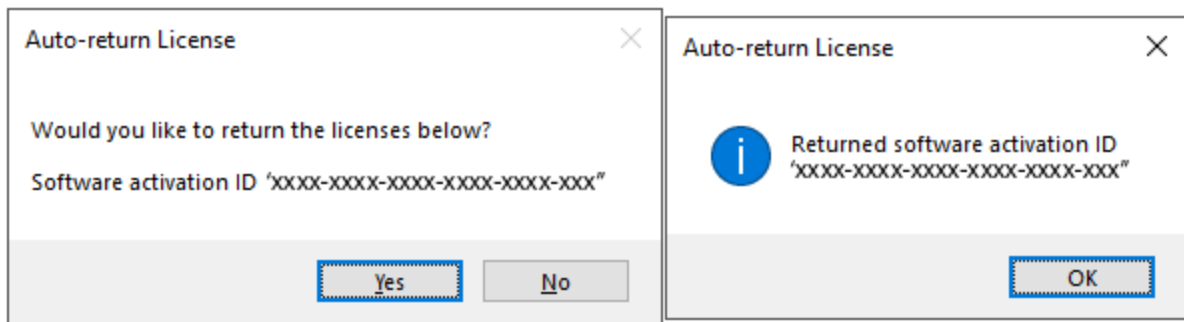 Auto-return License
Would you like to return the licenses below?
Software activation ID ‘xxxx-xxxx-xxxx-xxxx-xxxx-xxx”
Yes
No
Auto-return License
Returned software activation ID
‘xxxx-xxxx-xxxx-xxxx-xxxx-xxx”
OK